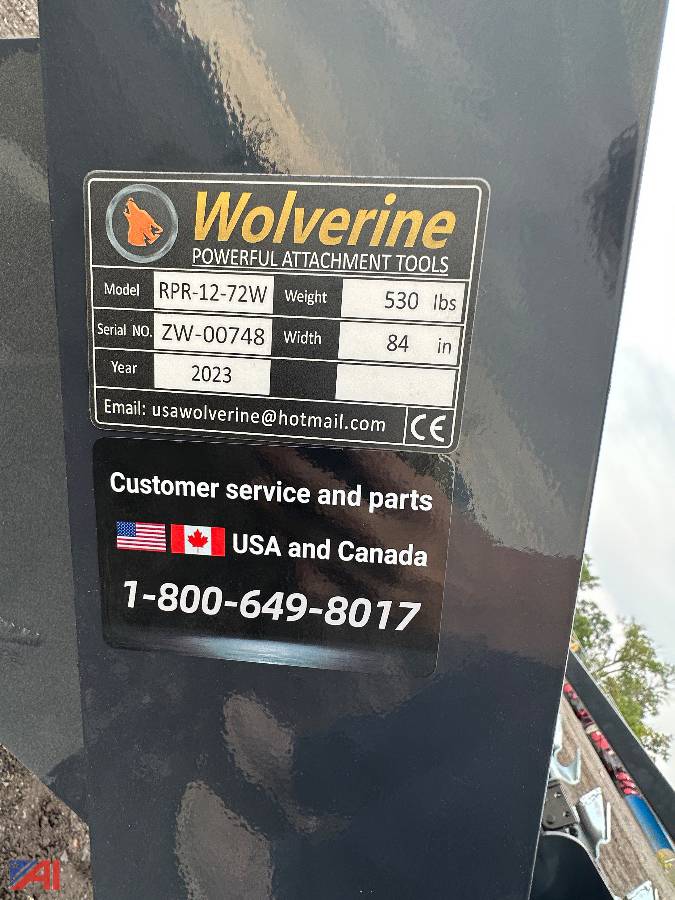 Wolverine
POWERFUL ATTACHMENT TOOLS
Model RPR-12-72W Weight 530 lbs
Serial NO. ZW-00748 Width 84 in
Year 2023
Email: usawolverine@hotmail.com CE
Customer service and parts
USA and Canada
1-800-649-8017
AI